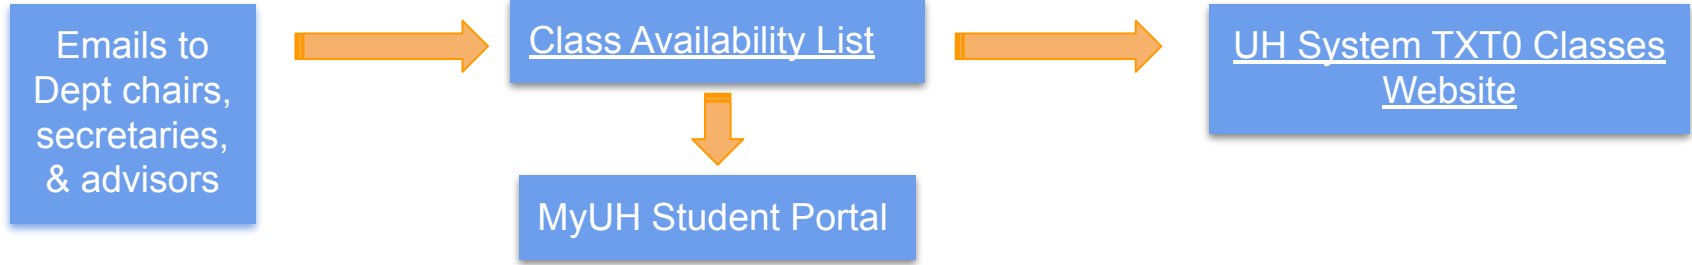 Emails to
Dept chairs,
secretaries,
& advisors
Class Availability List
MyUH Student Portal
UH System TXT0 Classes
Website